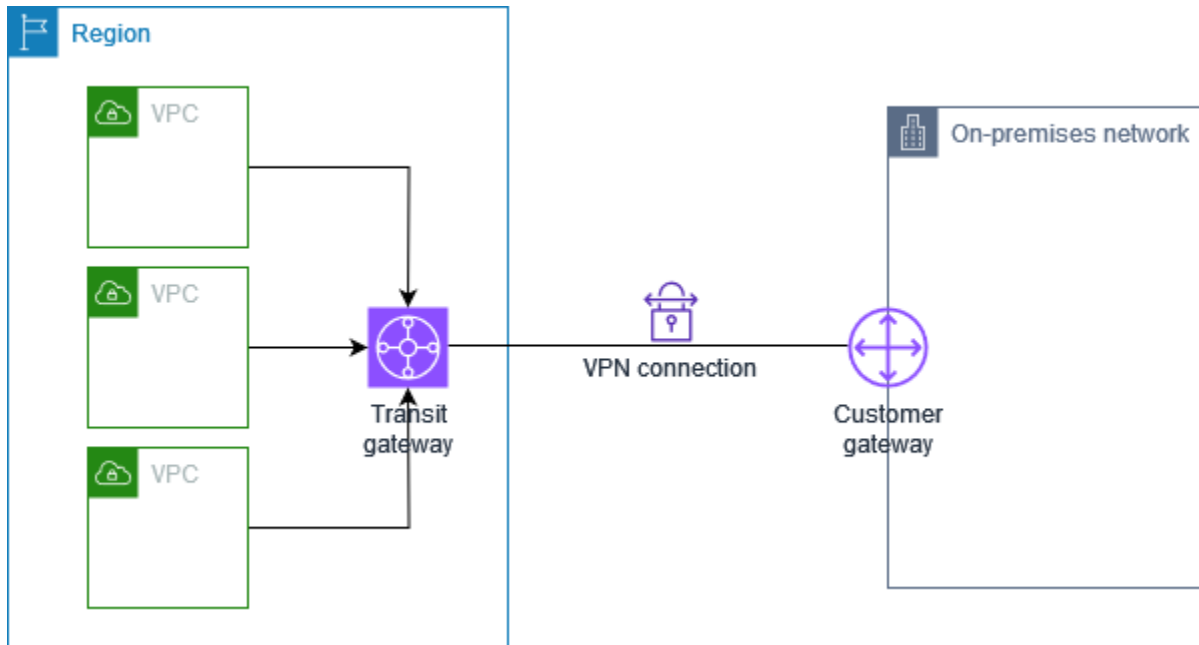 Region
VPC
On-premises network
VPC
VPN connection
Transit
gateway
Customer
gateway
VPC